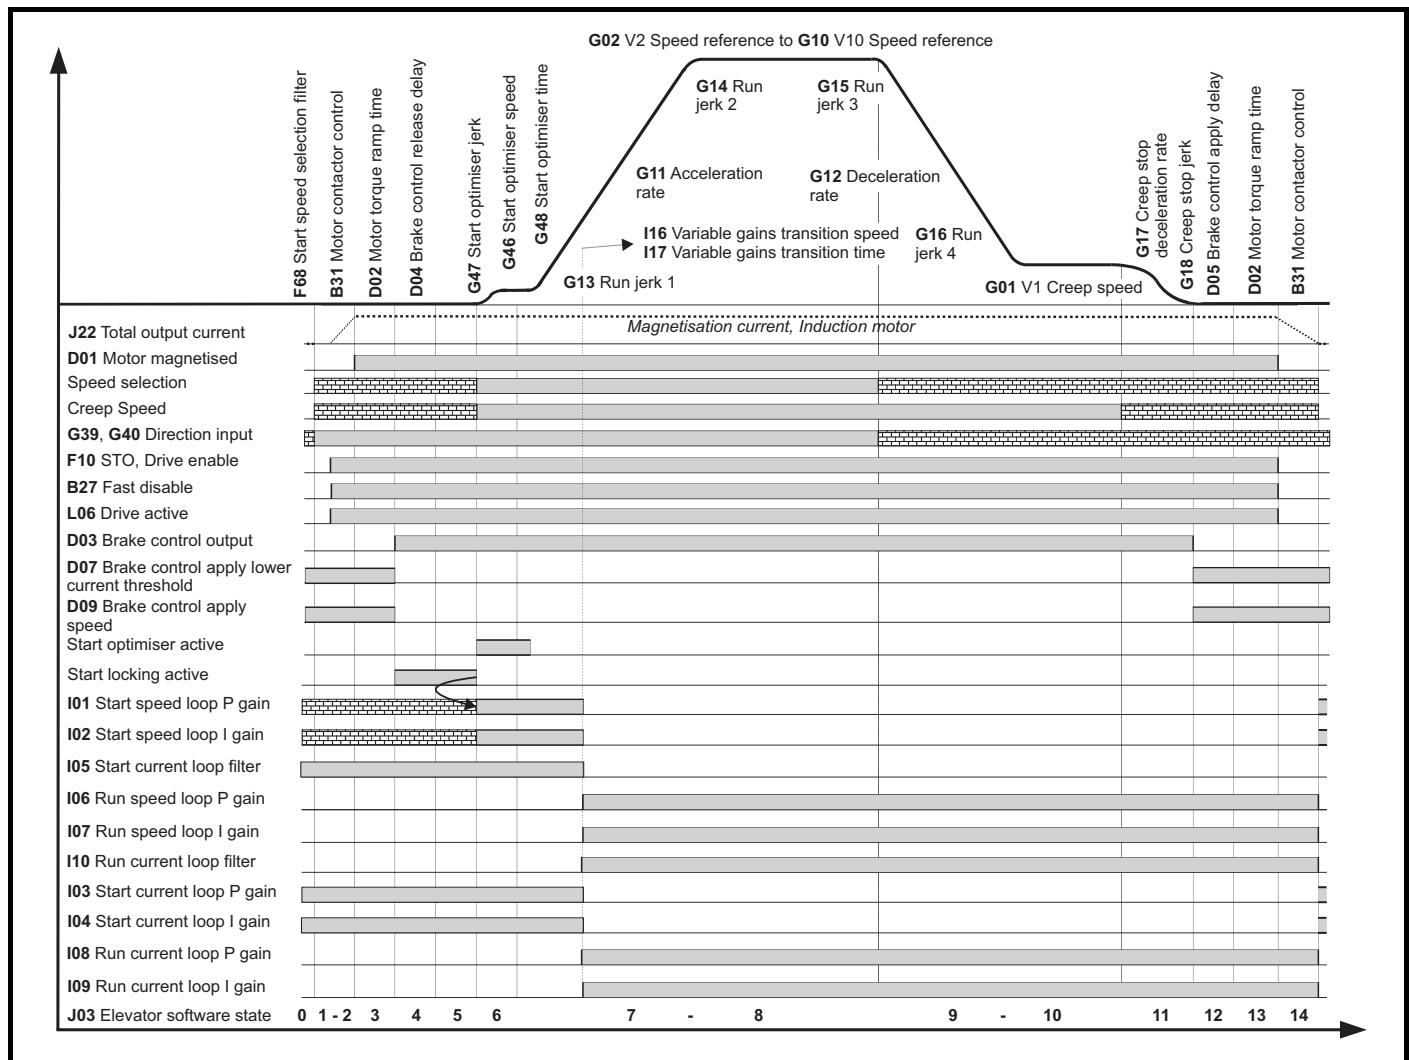 G02 V2 Speed reference to G10 V10 Speed reference
F68 Start speed selection filter
B31 Motor contactor control
D02 Motor torque ramp time
D04 Brake control release delay
G47 Start optimiser jerk
G46 Start optimiser speed
G48 Start optimiser time
G14 Run
jerk 2
G15 Run
jerk 3
G11 Acceleration
rate
G12 Deceleration
rate
I16 Variable gains transition speed
I17 Variable gains transition time
G16 Run
jerk 4
G13 Run jerk 1
G01 V1 Creep speed
G17 Creep stop
deceleration rate
G18 Creep stop jerk
D05 Brake control apply delay
D02 Motor torque ramp time
B31 Motor contactor control
J22 Total output current
Magnetisation current, Induction motor
D01 Motor magnetised
Speed selection
Creep Speed
G39, G40 Direction input
F10 STO, Drive enable
B27 Fast disable
L06 Drive active
D03 Brake control output
D07 Brake control apply lower
current threshold
D09 Brake control apply
speed
Start optimiser active
Start locking active
I01 Start speed loop P gain
I02 Start speed loop I gain
I05 Start current loop filter
I06 Run speed loop P gain
I07 Run speed loop I gain
I10 Run current loop filter
I03 Start current loop P gain
I04 Start current loop I gain
I08 Run current loop P gain
I09 Run current loop I gain
J03 Elevator software state 0 1 - 2 3 4 5 6 7 - 8 9 - 10 11 12 13 14